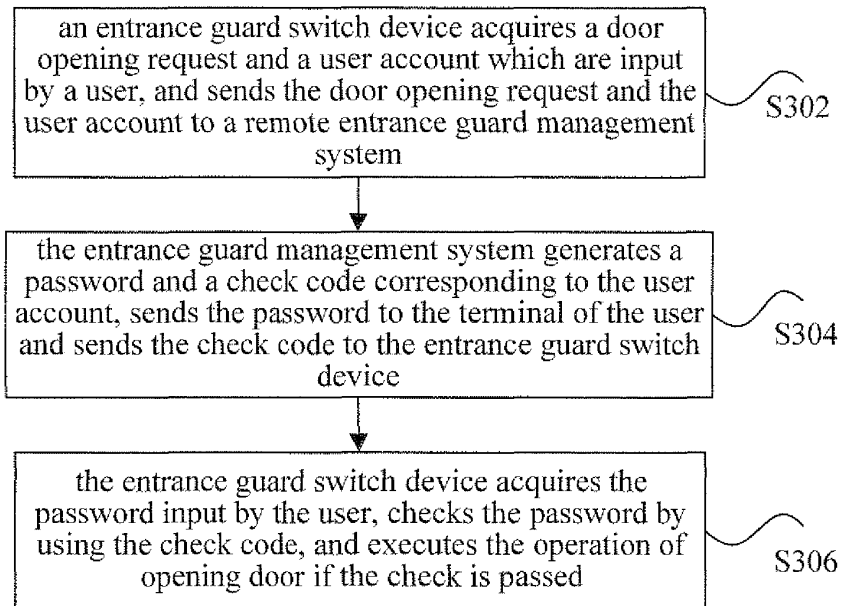 an entrance guard switch device acquires a door
opening request and a user account which are input
by a user, and sends the door opening request and the
user account to a remote entrance guard management
system
S302
the entrance guard management system generates a
password and a check code corresponding to the user
account, sends the password to the terminal of the user
and sends the check code to the entrance guard switch
device
S304
the entrance guard switch device acquires the
password input by the user, checks the password by
using the check code, and executes the operation of
opening door if the check is passed
S306